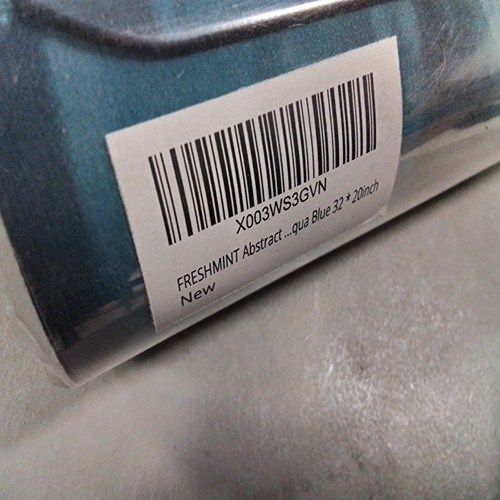 X003WS3GVN
FRESHMINT Abstract ...qua Blue 32 * 20inch
New